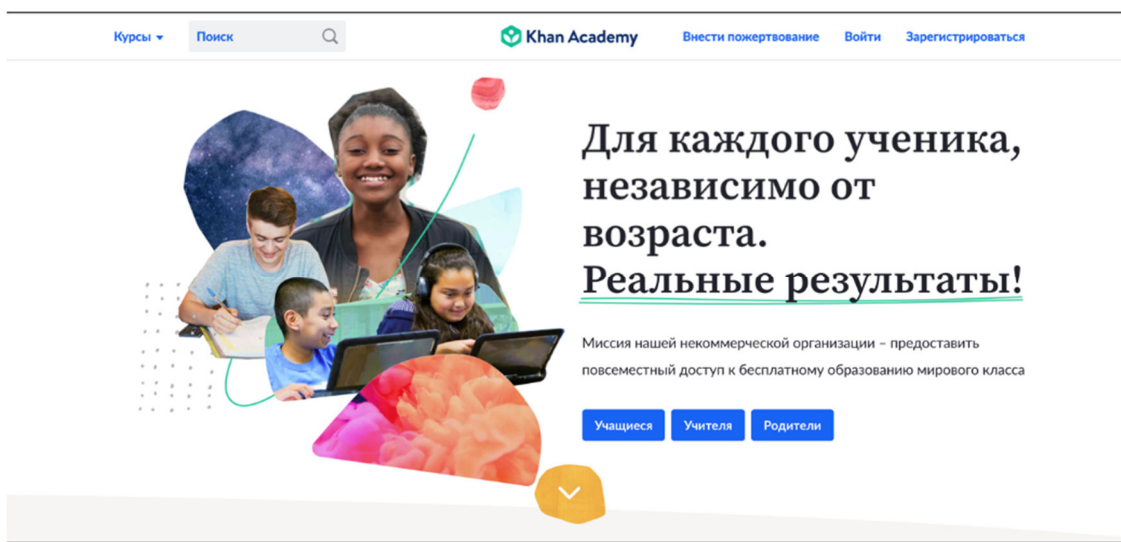 Курсы
Поиск
Khan Academy
Внести пожертвование
Войти
Зарегистрироваться
Для каждого ученика,
независимо от
возраста.
Реальные результаты!
Миссия нашей некоммерческой организации – предоставить
повсеместный доступ к бесплатному образованию мирового класса
Учащиеся
Учителя
Родители